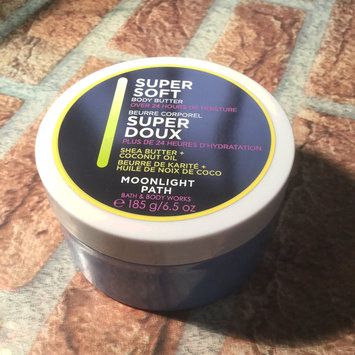 SUPER
SOFT
BODY BUTTER
OVER 24 HOURS OF MOISTURE
BEURRE CORPOREL
SUPER
DOUX
PLUS DE 24 HEURES D'HYDRATATION
SHEA BUTTER +
COCONUT OIL
BEURRE DE KARITÉ +
HUILE DE NOIX DE COCO
MOONLIGHT
PATH
BATH & BODY WORKS
e 185 g/6.5 oz